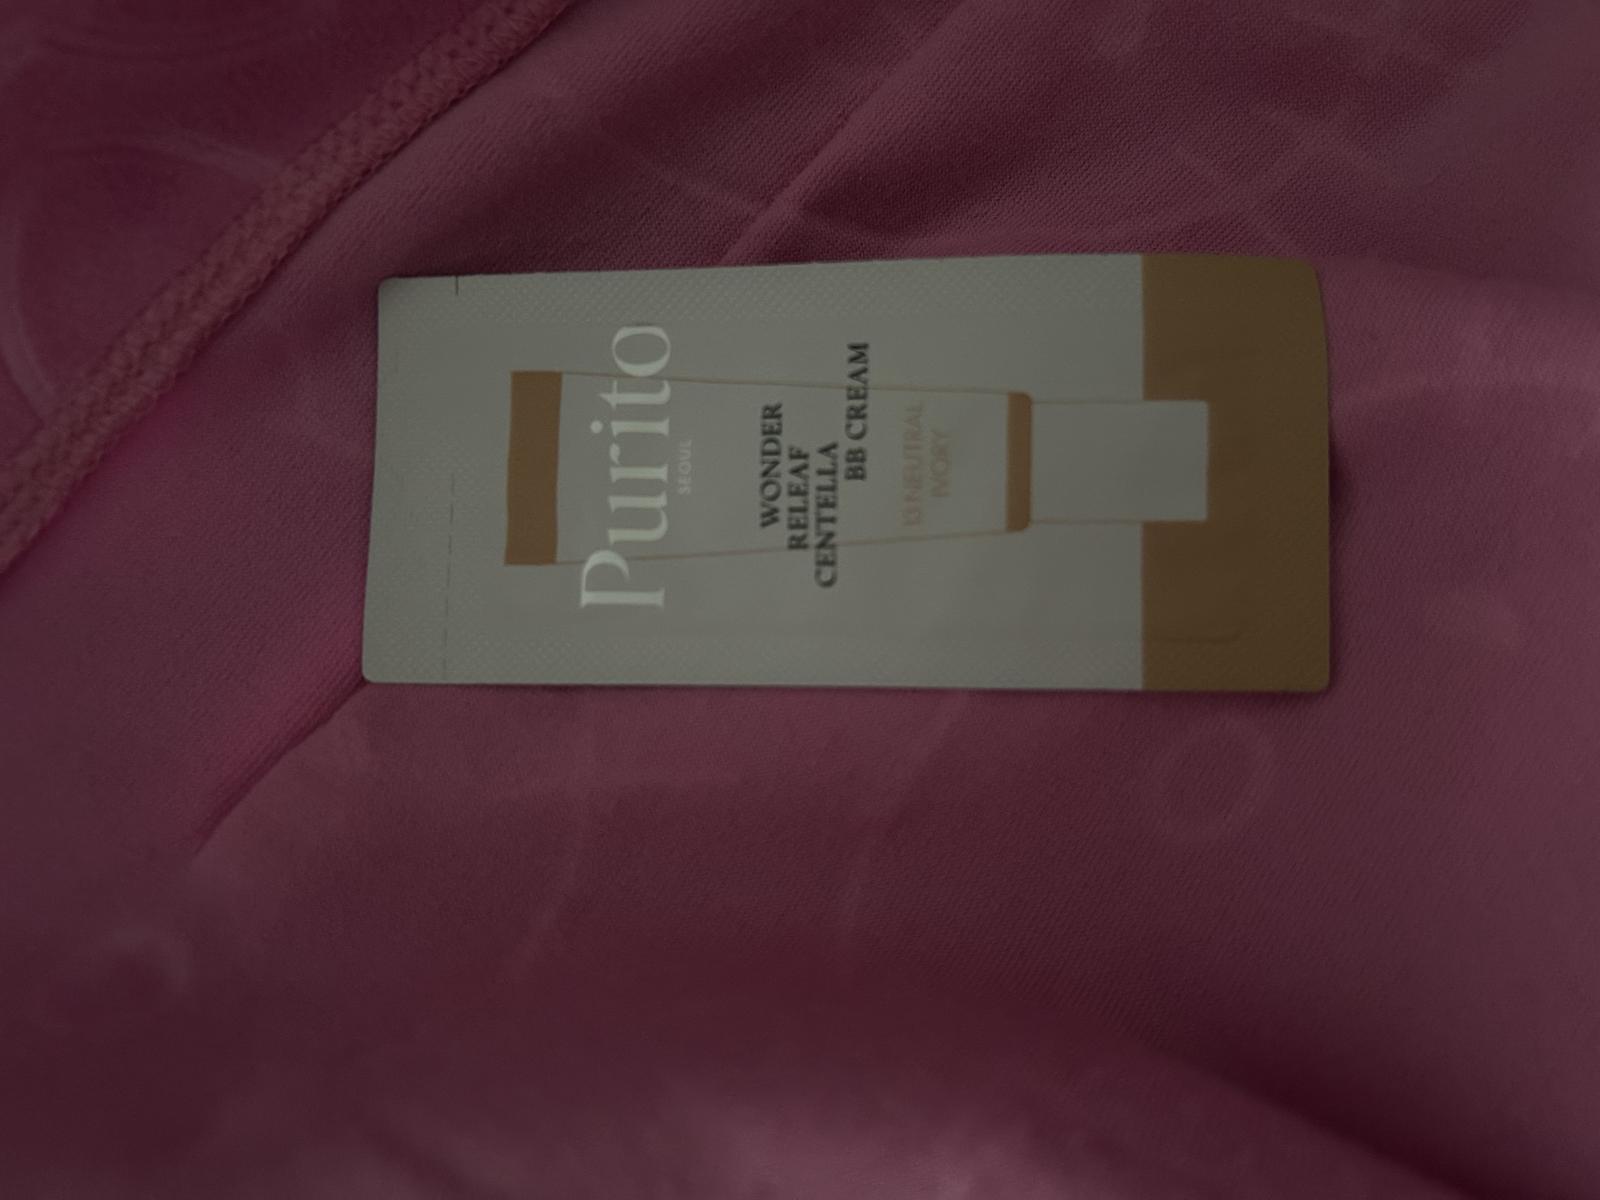 Purito
SEOUL
WONDER
RELEAF
CENTELLA
BB CREAM
13 NEUTRAL
IVORY